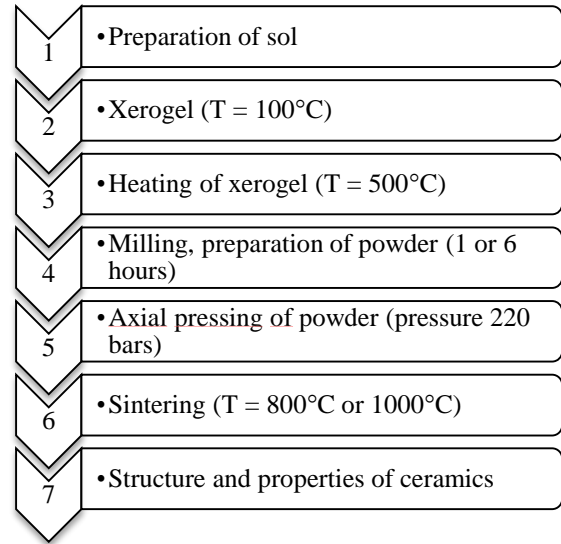 1
•Preparation of sol
2
•Xerogel (T = 100°C)
3
•Heating of xerogel (T = 500°C)
4
•Milling, preparation of powder (1 or 6
hours)
5
•Axial pressing of powder (pressure 220
bars)
6
•Sintering (T = 800°C or 1000°C)
7
•Structure and properties of ceramics